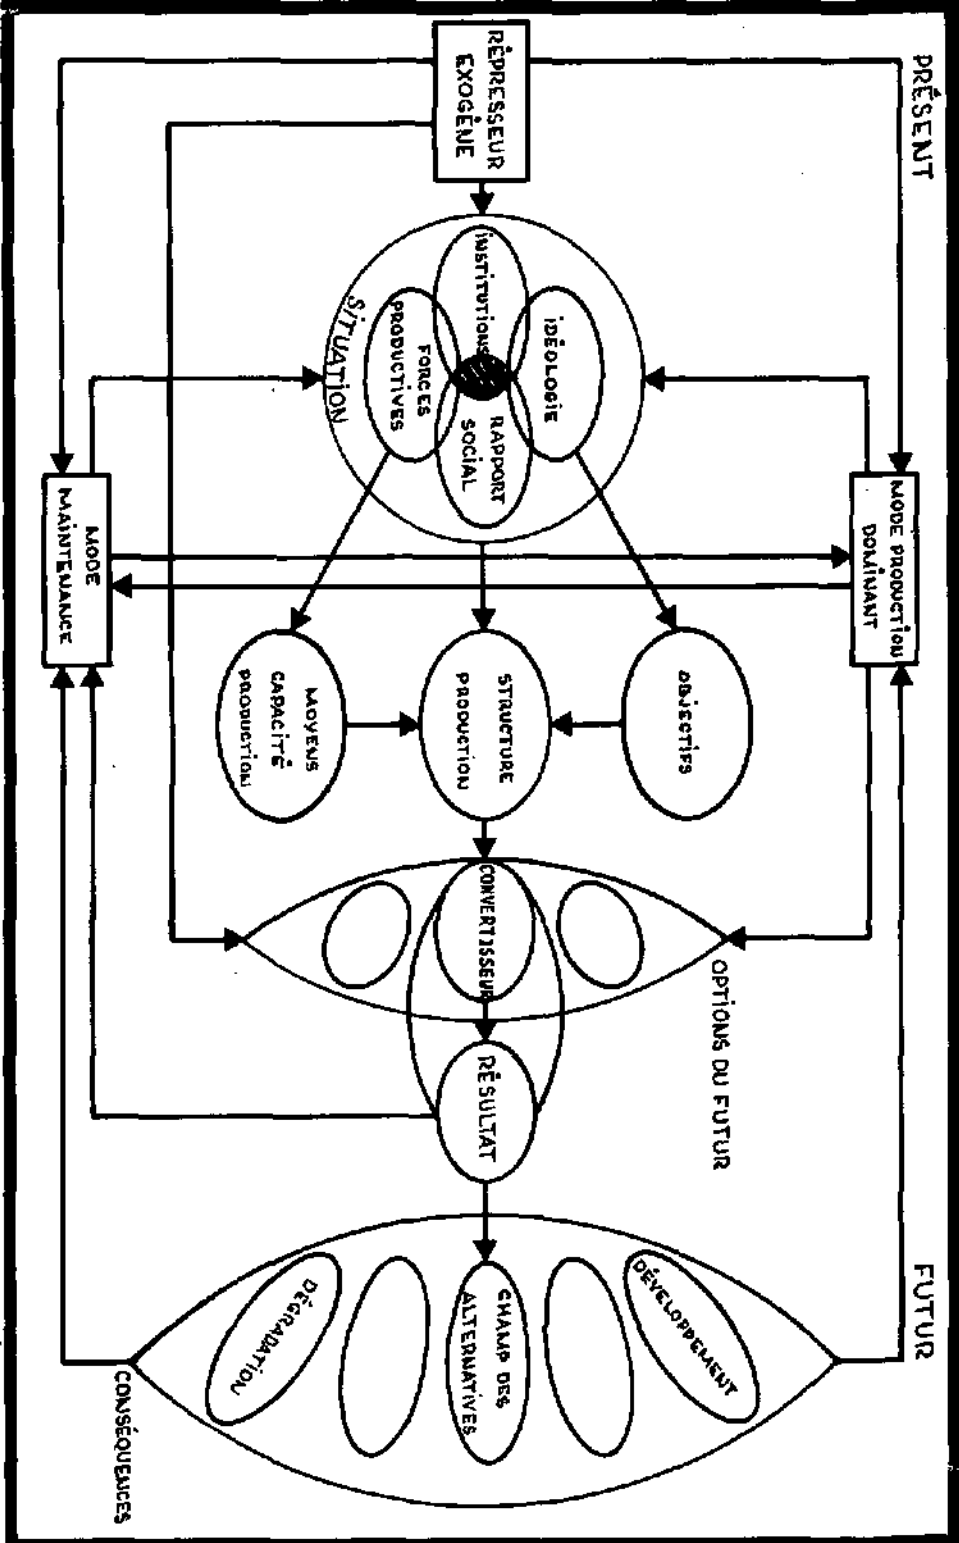 PRÉSENT
FUTUR
MODE PRODUCTION
DOMINANT
RÉPRESSEUR
EXOGÈNE
INSTITUTIONS
IDÉOLOGIE
RAPPORT
SOCIAL
FORCES
PRODUCTIVES
SITUATION
OBJECTIFS
STRUCTURE
PRODUCTION
MOYENS
CAPACITÉ
PRODUCTION
CONVERTISSEUR
OPTIONS DU FUTUR
RÉSULTAT
DÉVELOPPEMENT
CHAMP DES
ALTERNATIVES
DÉGRADATION
CONSÉQUENCES
MODE
MAINTENANCE